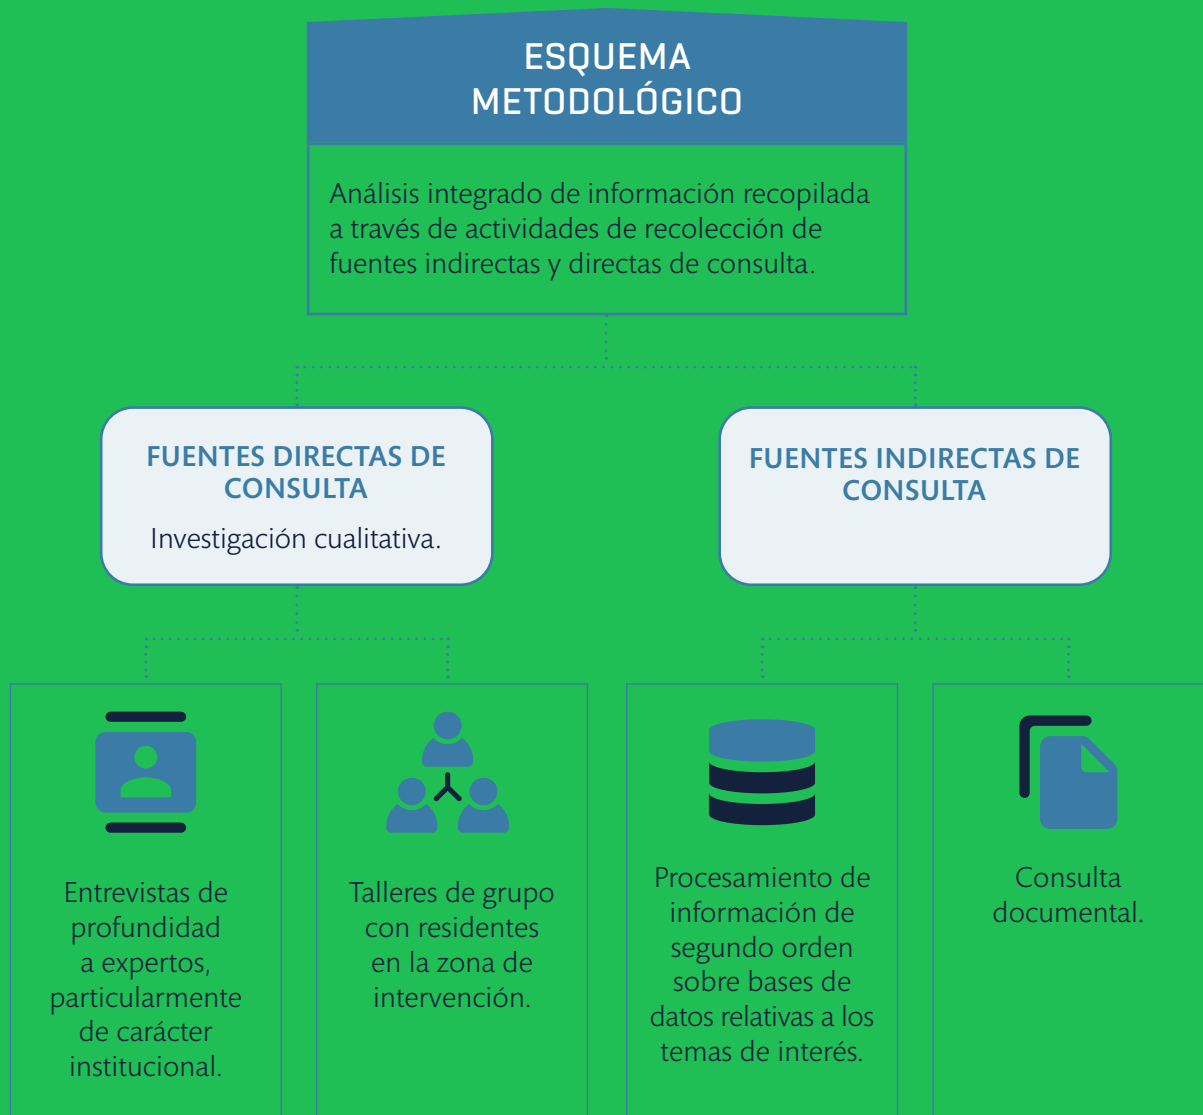 ESQUEMA
METODOLÓGICO
Análisis integrado de información recopilada
a través de actividades de recolección de
fuentes indirectas y directas de consulta.
FUENTES DIRECTAS DE
CONSULTA
Investigación cualitativa.
FUENTES INDIRECTAS DE
CONSULTA
Entrevistas de
profundidad
a expertos,
particularmente
de carácter
institucional.
Talleres de grupo
con residentes
en la zona de
intervención.
Procesamiento de
información de
segundo orden
sobre bases de
datos relativas a los
temas de interés.
Consulta
documental.